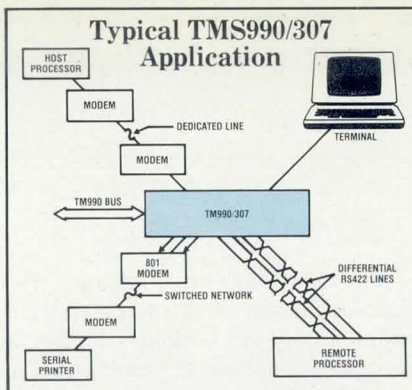 Typical TMS990/307
Application
HOST
PROCESSOR
MODEM
DEDICATED LINE
MODEM
TERMINAL
TM990 BUS
TM990/307
801
MODEM
DIFFERENTIAL
RS422 LINES
SWITCHED NETWORK
MODEM
SERIAL
PRINTER
REMOTE
PROCESSOR